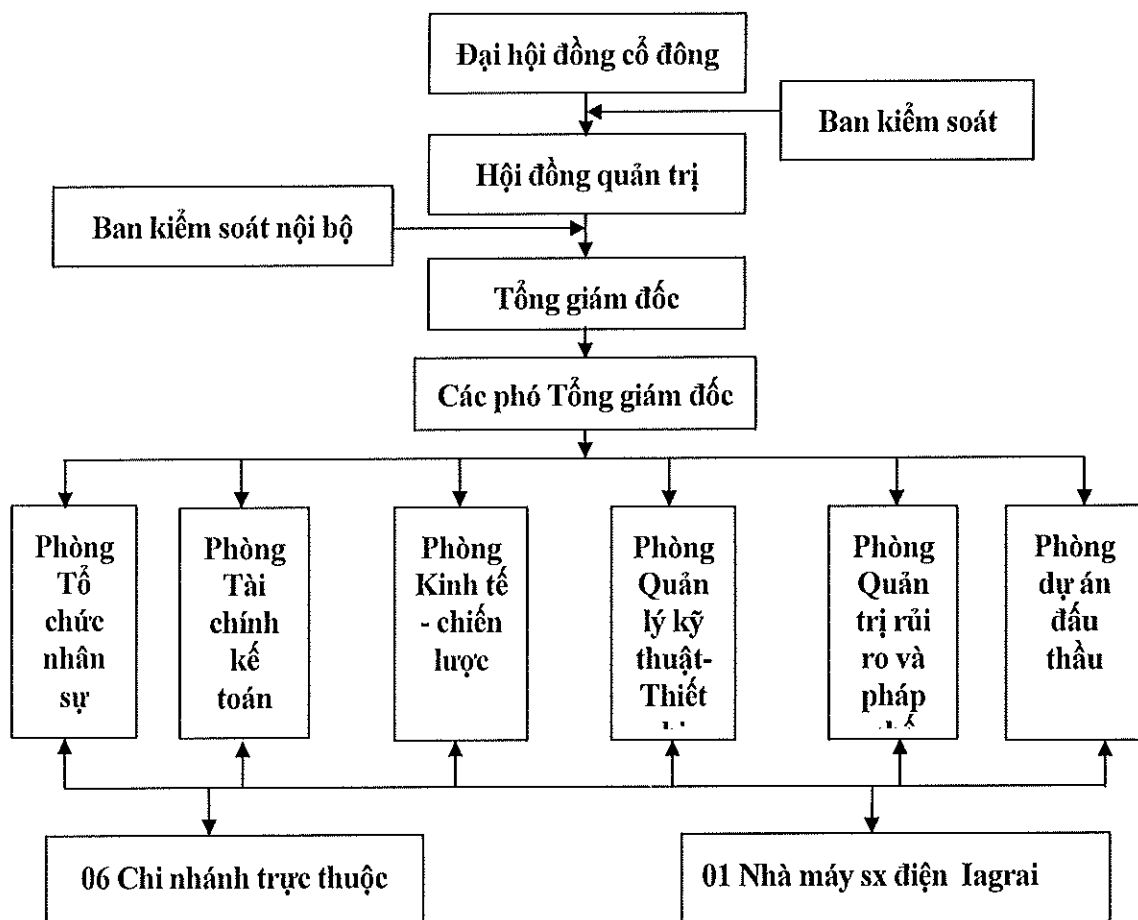 Đại hội đồng cổ đông
Ban kiểm soát
Hội đồng quản trị
Ban kiểm soát nội bộ
Tổng giám đốc
Các phó Tổng giám đốc
Phòng
Tổ
chức
nhân
sự
Phòng
Tài
chính
kế
toán
Phòng
Kinh tế
- chiến
lược
Phòng
Quản
lý kỹ
thuật-
Thiết
Phòng
Quản
trị rủi
ro và
pháp
Phòng
dự án
đấu
thầu
06 Chi nhánh trực thuộc
01 Nhà máy sx điện Iagrai